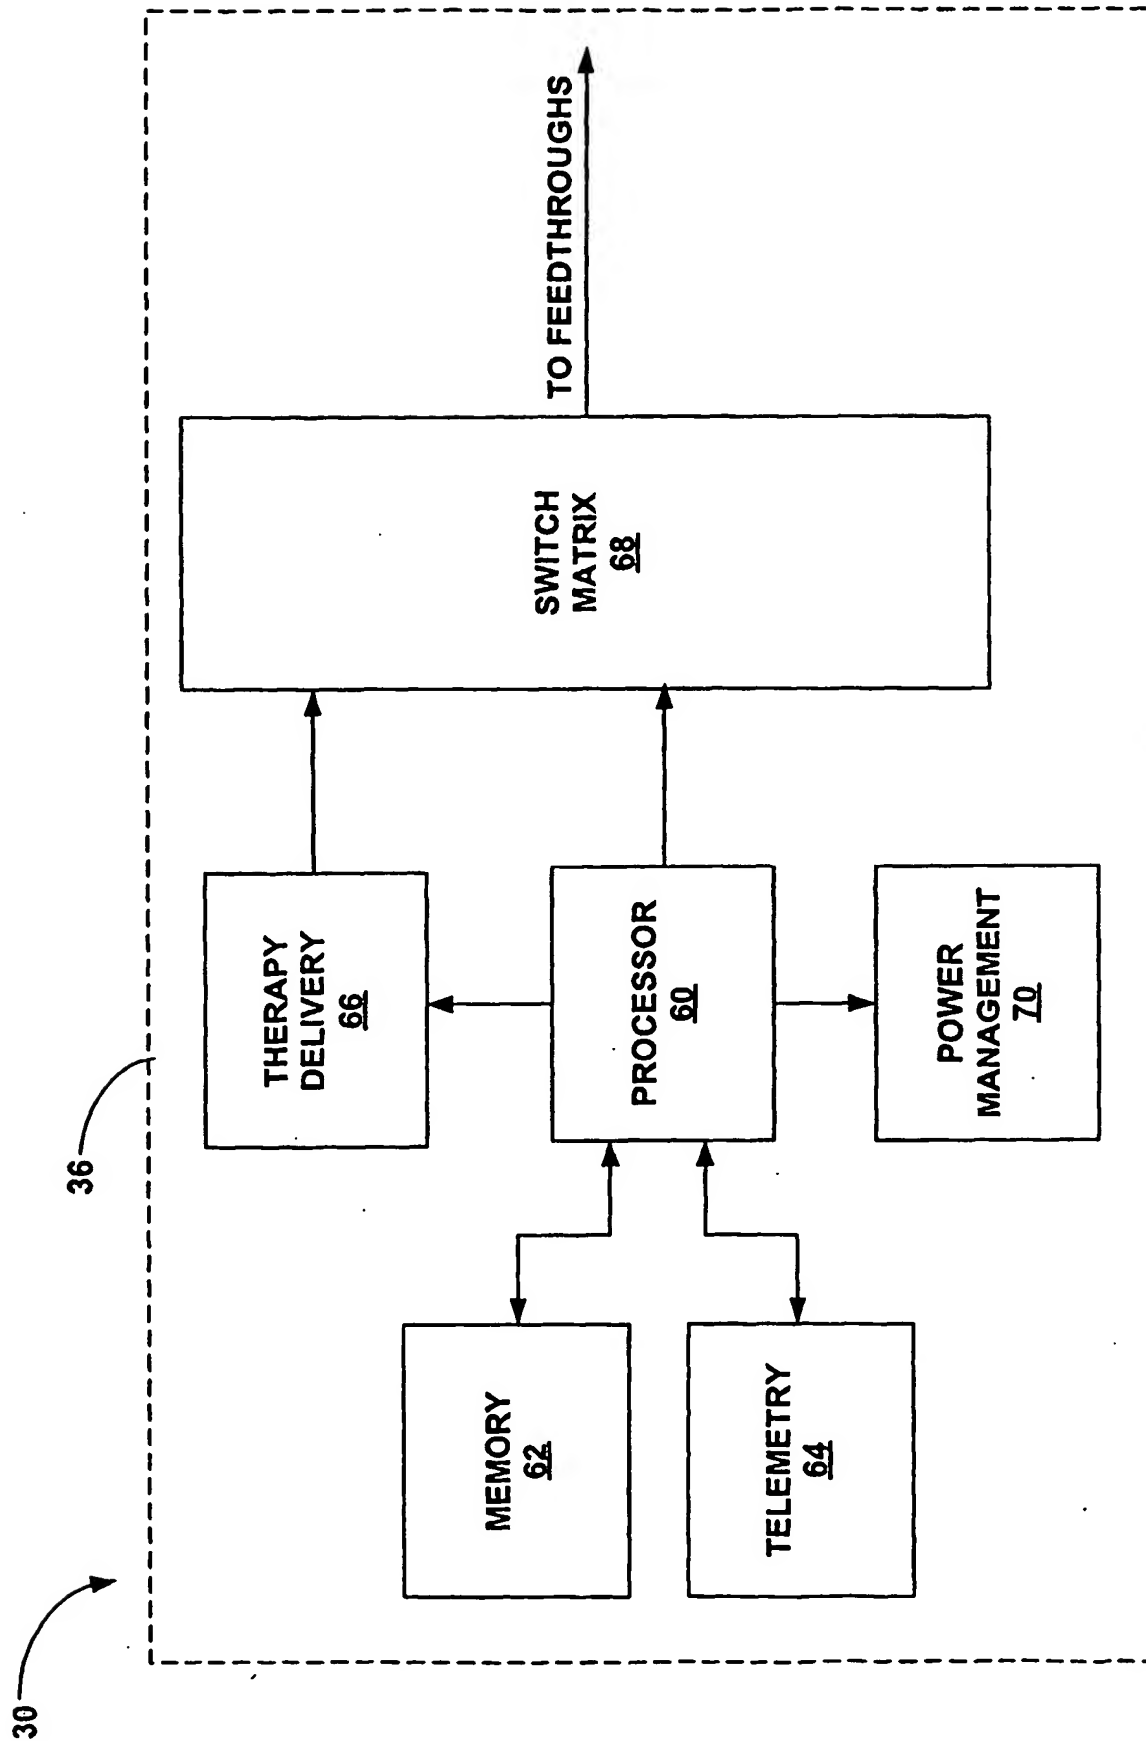 30
36
MEMORY
62
TELEMETRY
64
THERAPY
DELIVERY
66
PROCESSOR
60
POWER
MANAGEMENT
70
SWITCH
MATRIX
68
TO FEEDTHROUGHS